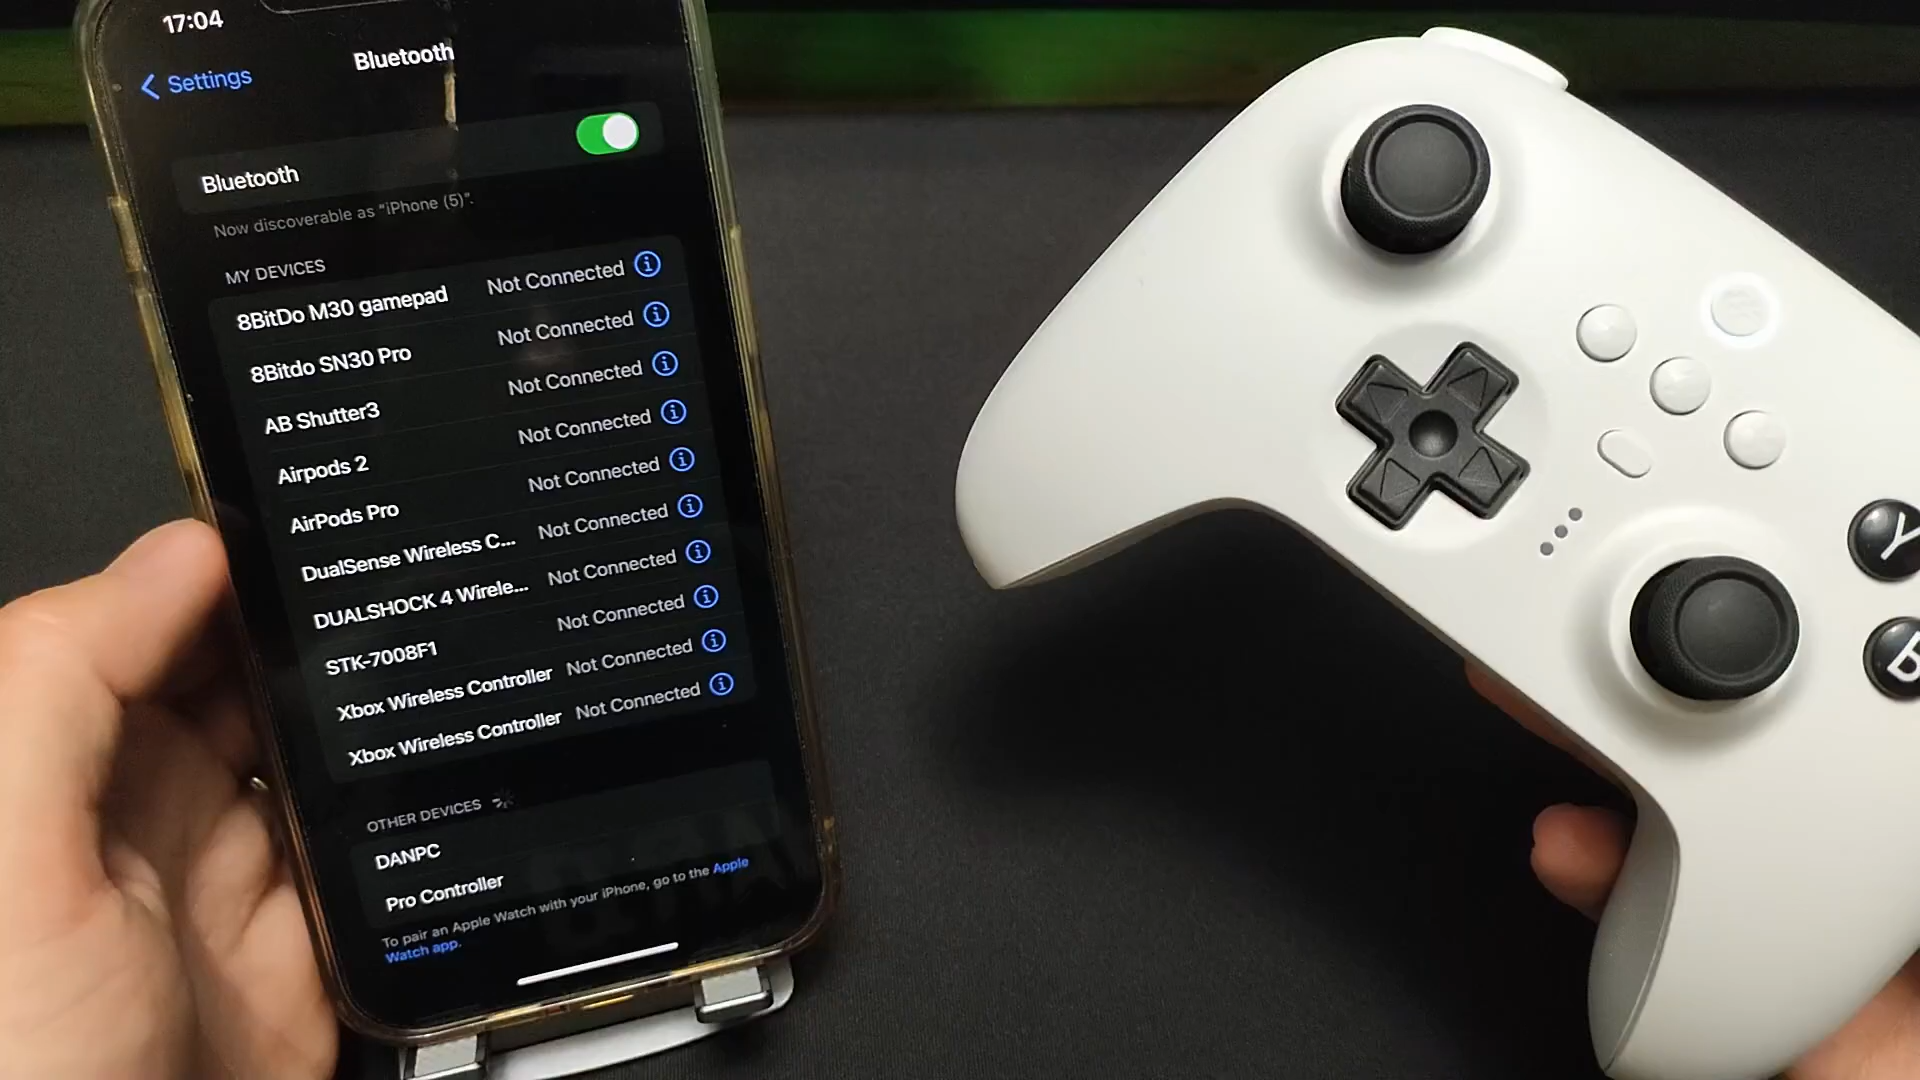 17:04
Settings
Bluetooth
Bluetooth
Now discoverable as “iPhone (5)”.
MY DEVICES
8BitDo M30 gamepad Not Connected
8Bitdo SN30 Pro Not Connected
AB Shutter3 Not Connected
Airpods 2 Not Connected
AirPods Pro Not Connected
DualSense Wireless C... Not Connected
DUALSHOCK 4 Wirele... Not Connected
STK-7008F1 Not Connected
Xbox Wireless Controller Not Connected
Xbox Wireless Controller Not Connected
OTHER DEVICES
DANPC
Pro Controller
To pair an Apple Watch with your iPhone, go to the Apple
Watch app.
Y
B